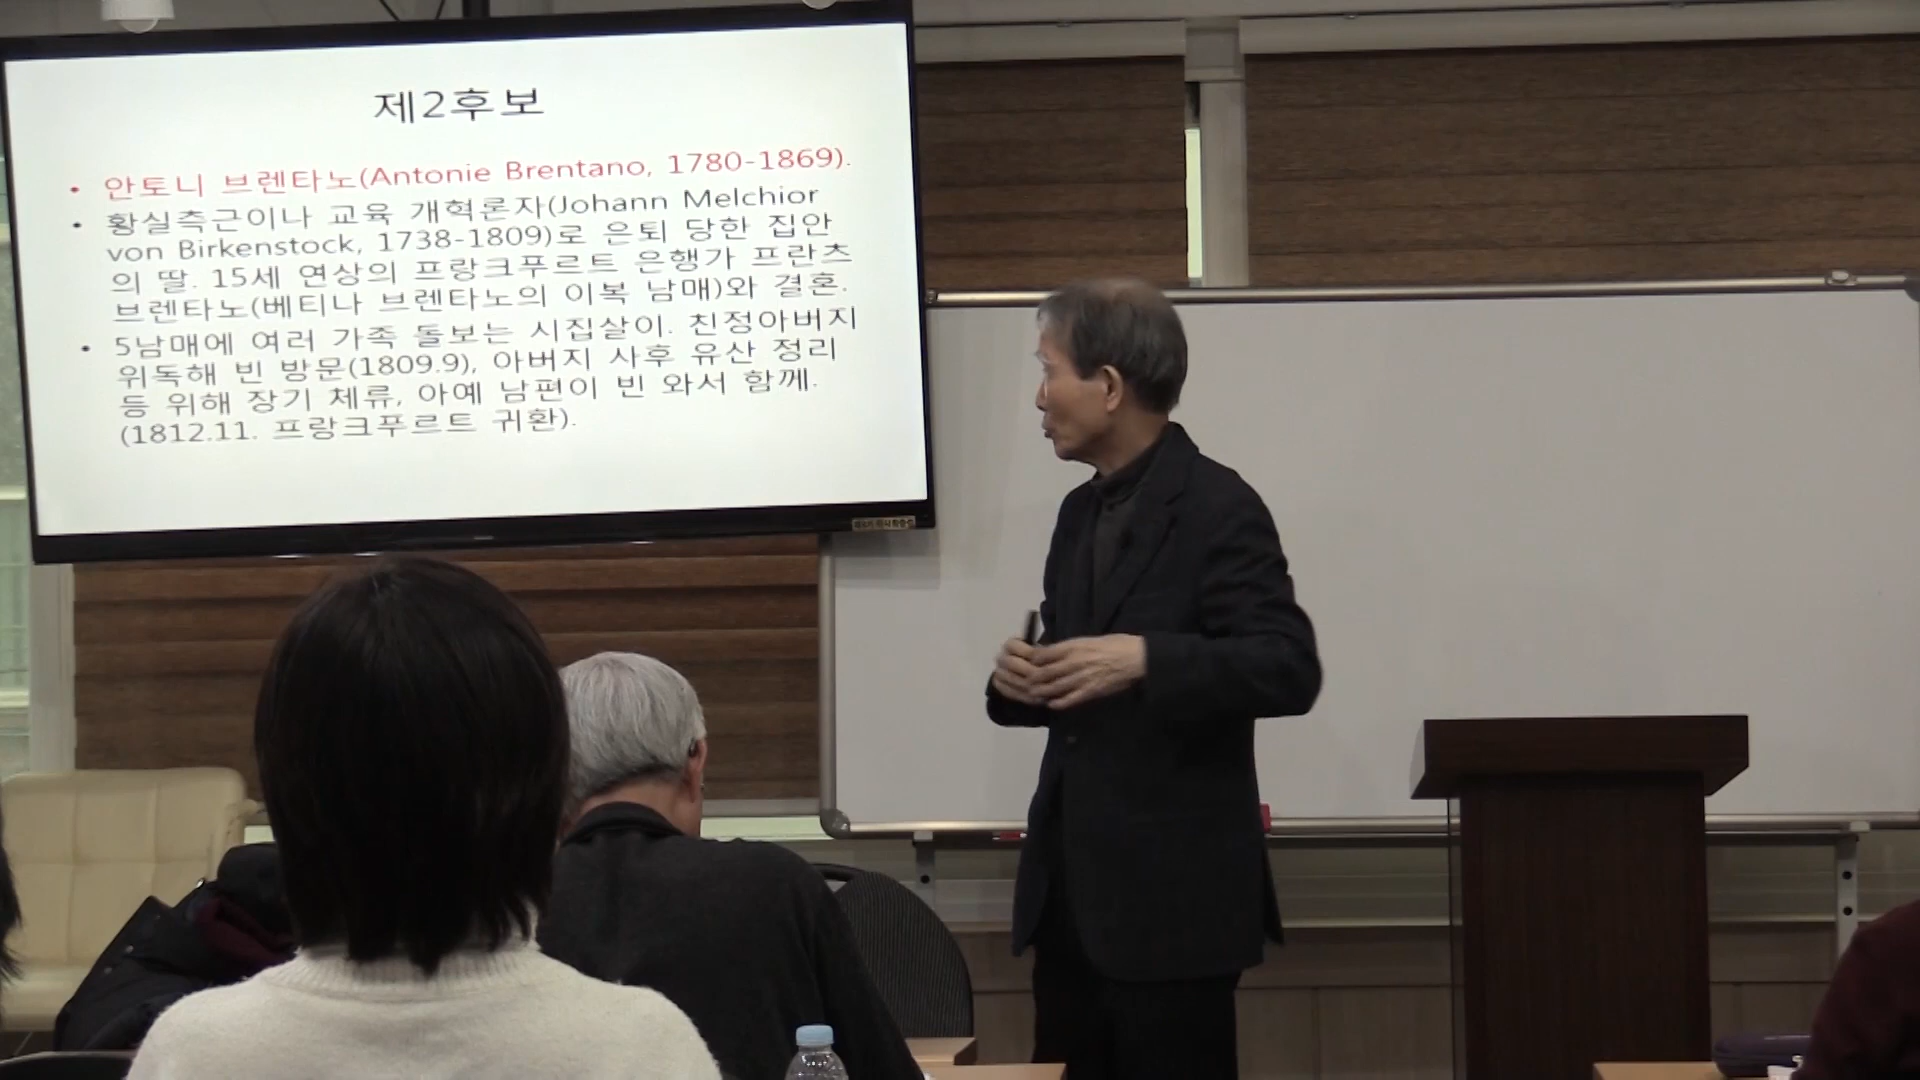 제2후보
• 안토니 브렌타노(Antonie Brentano, 1780-1869).
• 황실측근이나 교육 개혁론자(Johann Melchior
von Birkenstock, 1738-1809)로 은퇴 당한 집안
의 딸. 15세 연상의 프랑크푸르트 은행가 프란츠
브렌타노(베티나 브렌타노의 이복 남매)와 결혼.
• 5남매에 여러 가족 돌보는 시집살이. 친정아버지
위독해 빈 방문(1809.9), 아버지 사후 유산 정리
등 위해 장기 체류, 아예 남편이 빈 와서 함께.
(1812.11. 프랑크푸르트 귀환).